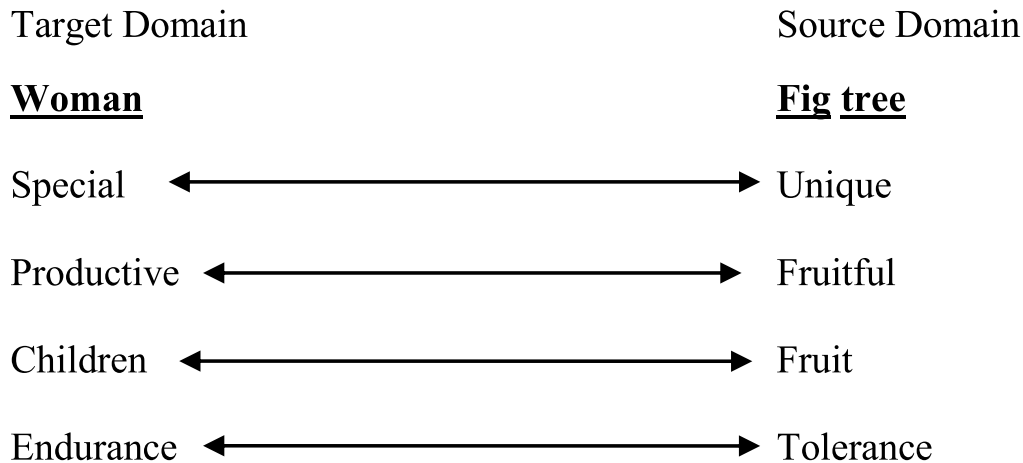 Target Domain Source Domain
Woman Fig tree
Special Unique
Productive Fruitful
Children Fruit
Endurance Tolerance